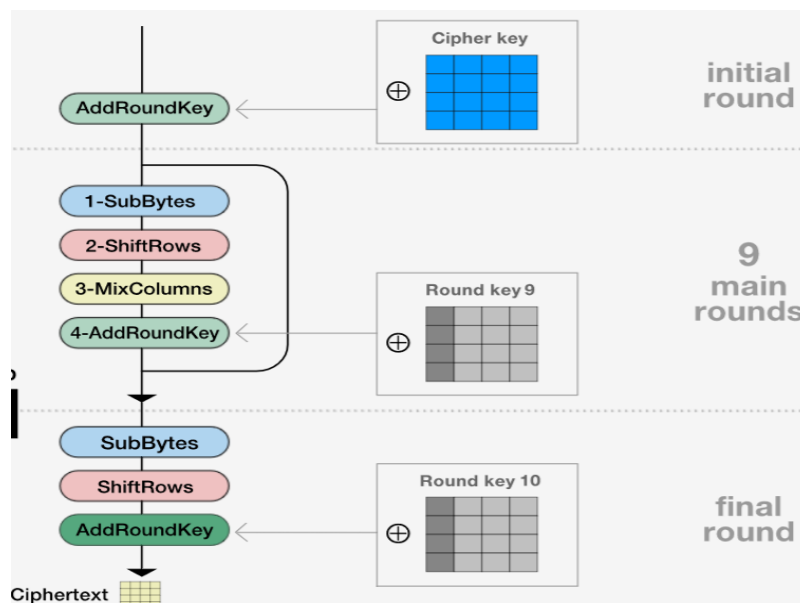 Cipher key
⊕
initial
round
AddRoundKey
1-SubBytes
2-ShiftRows
3-MixColumns
4-AddRoundKey
Round key 9
⊕
9
main
rounds
SubBytes
ShiftRows
AddRoundKey
Round key 10
⊕
final
round
Ciphertext